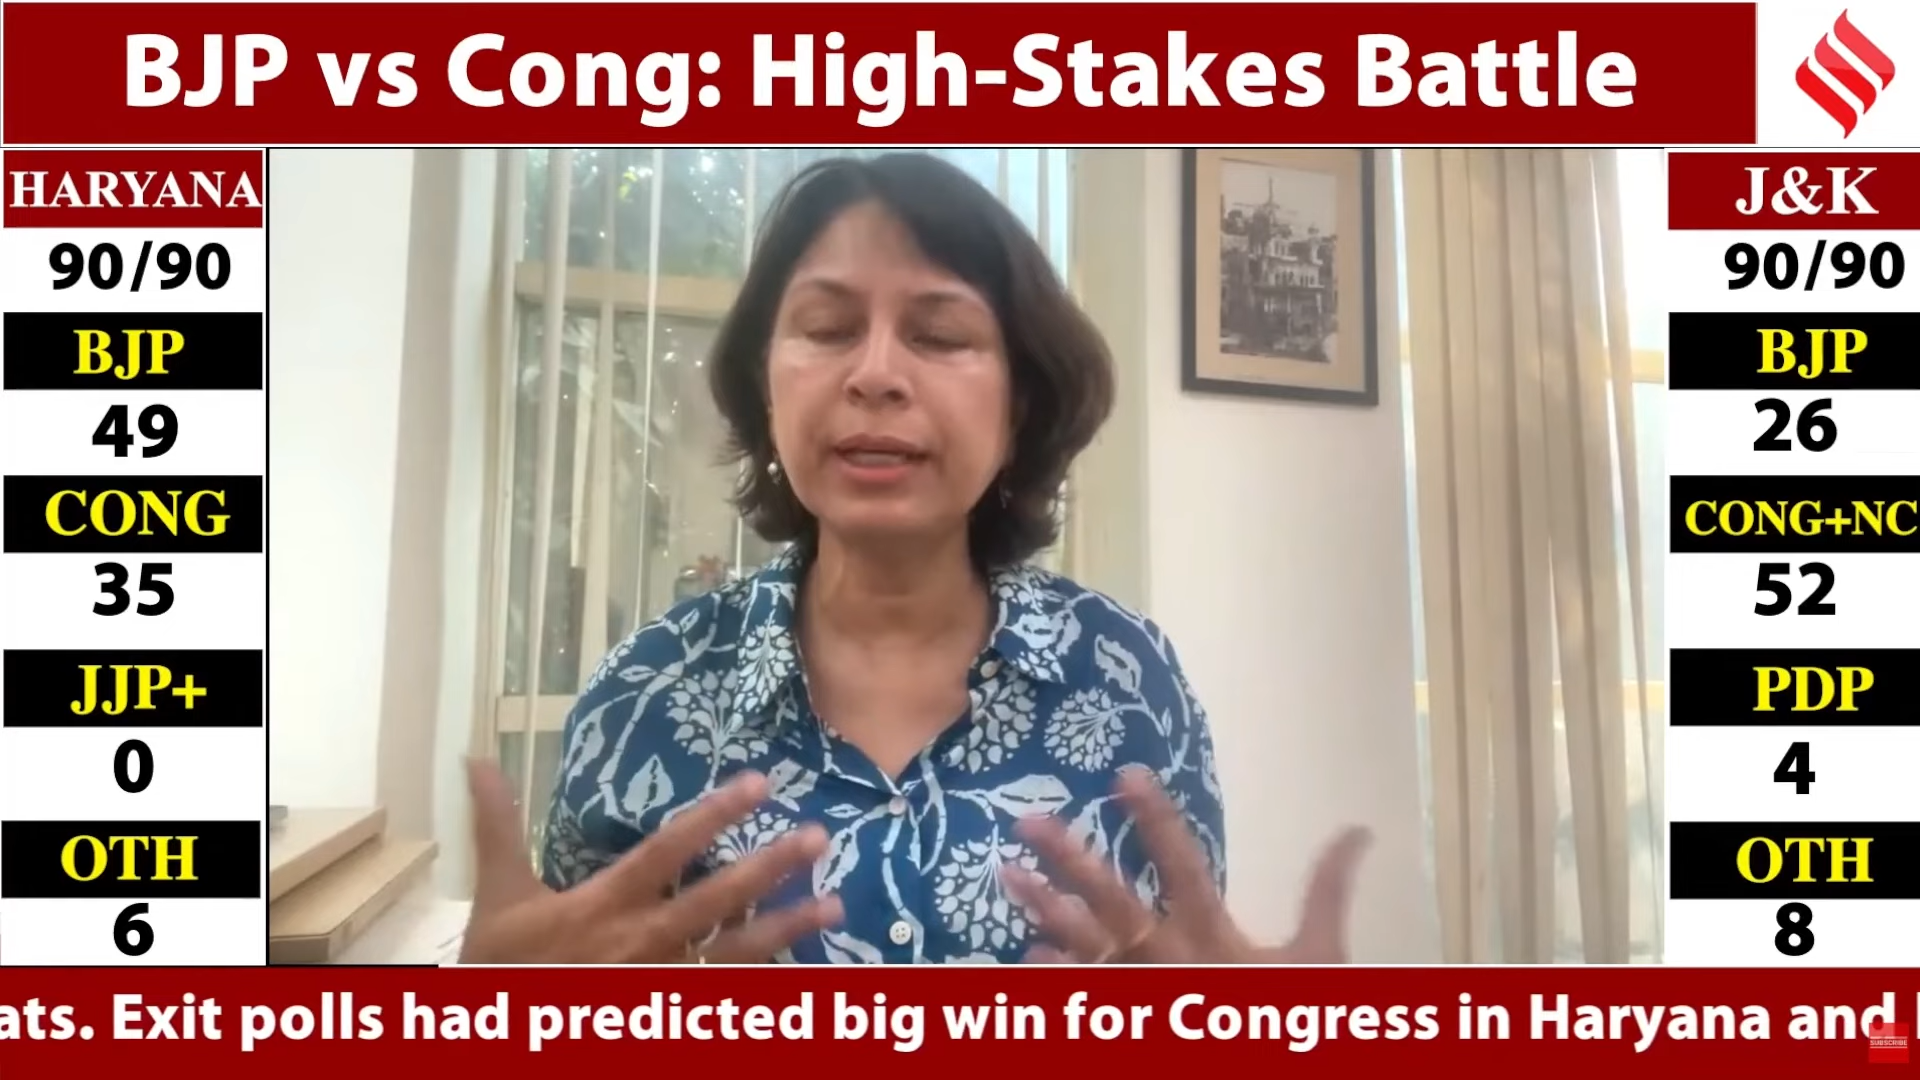 BJP vs Cong: High-Stakes Battle
HARYANA
90/90
BJP
49
CONG
35
JJP+
0
OTH
6
J&K
90/90
BJP
26
CONG+NC
52
PDP
4
OTH
8
ats. Exit polls had predicted big win for Congress in Haryana and
SUBSCRIBE